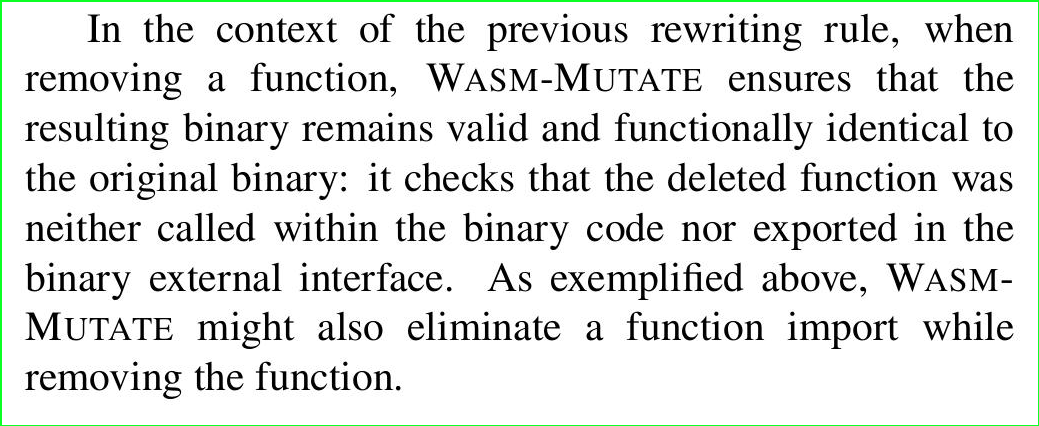 In the context of the previous rewriting rule, when
removing a function, WASM-MUTATE ensures that the
resulting binary remains valid and functionally identical to
the original binary: it checks that the deleted function was
neither called within the binary code nor exported in the
binary external interface. As exemplified above, WASM-
MUTATE might also eliminate a function import while
removing the function.